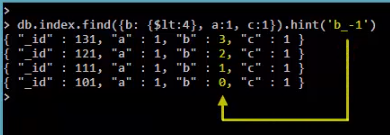 >
> db.index.find({b: {$lt:4}, a:1, c:1}).hint('b_-1')
{ "_id" : 131, "a" : 1, "b" : 3, "c" : 1 }
{ "_id" : 121, "a" : 1, "b" : 2, "c" : 1 }
{ "_id" : 111, "a" : 1, "b" : 1, "c" : 1 }
{ "_id" : 101, "a" : 1, "b" : 0, "c" : 1 }
>